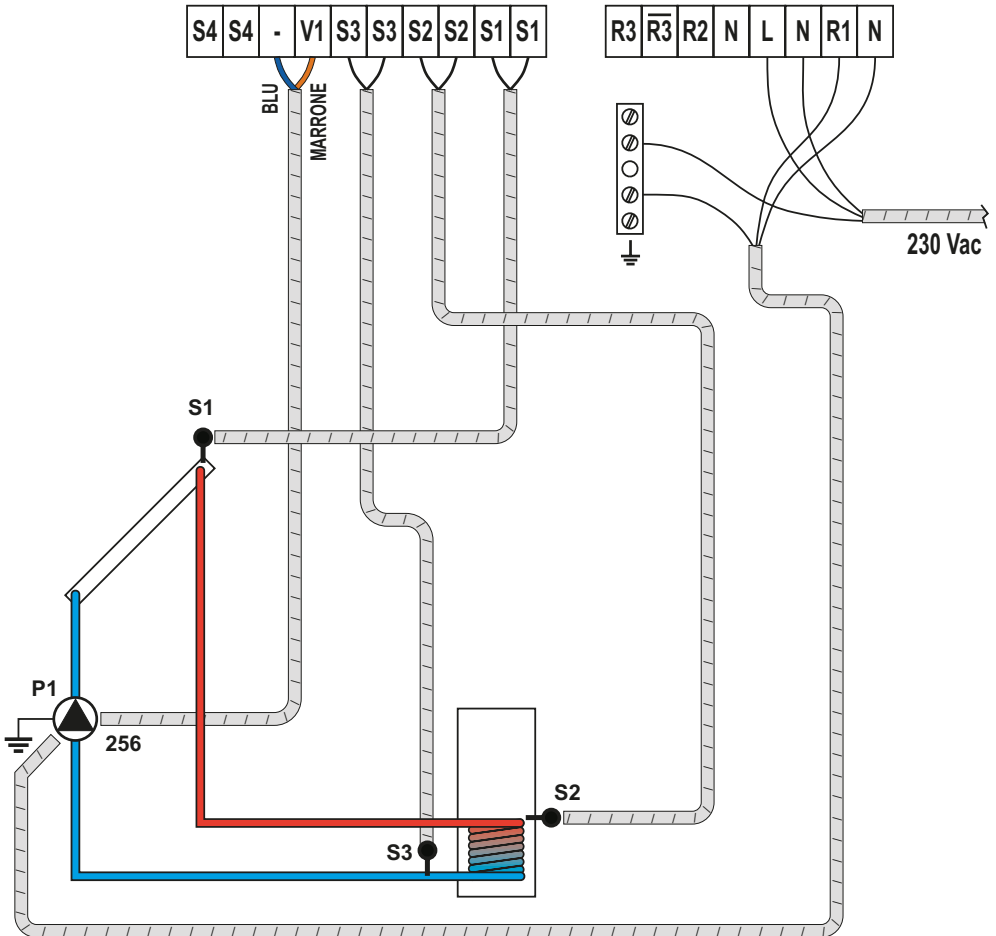 S4 S4 - V1 S3 S3 S2 S2 S1 S1
R3 R̅3̅ R2 N L N R1 N
BLU
MARRONE
230 Vac
S1
P1
256
S2
S3